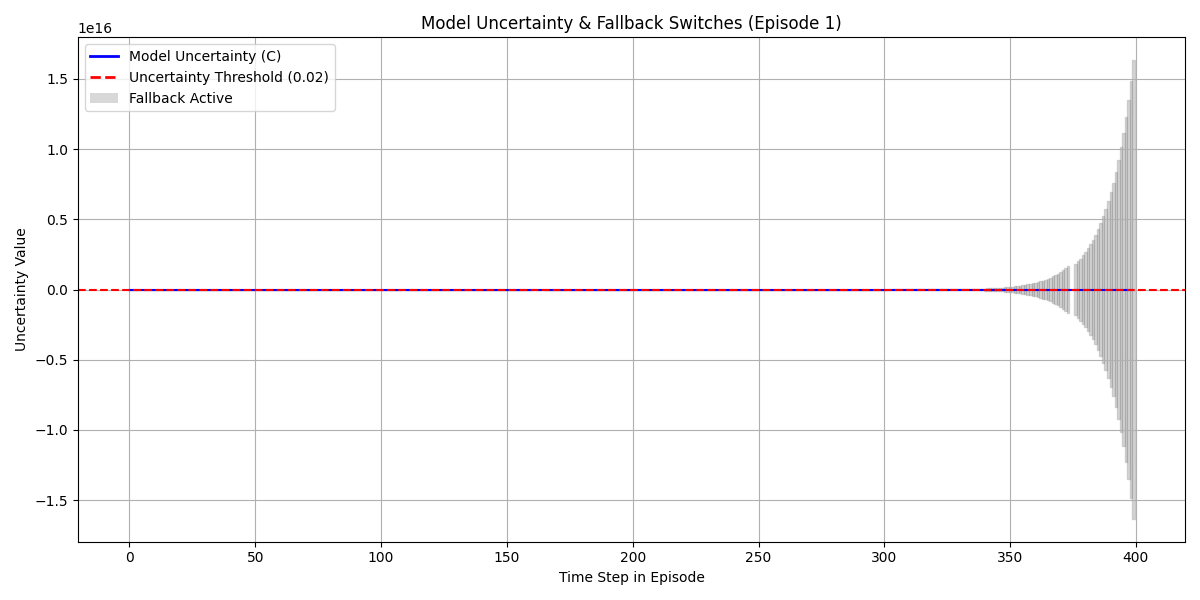 Model Uncertainty & Fallback Switches (Episode 1)
1e16
Model Uncertainty (C)
Uncertainty Threshold (0.02)
Fallback Active
1.5
1.0
0.5
0.0
−0.5
−1.0
−1.5
Uncertainty Value
0 50 100 150 200 250 300 350 400
Time Step in Episode